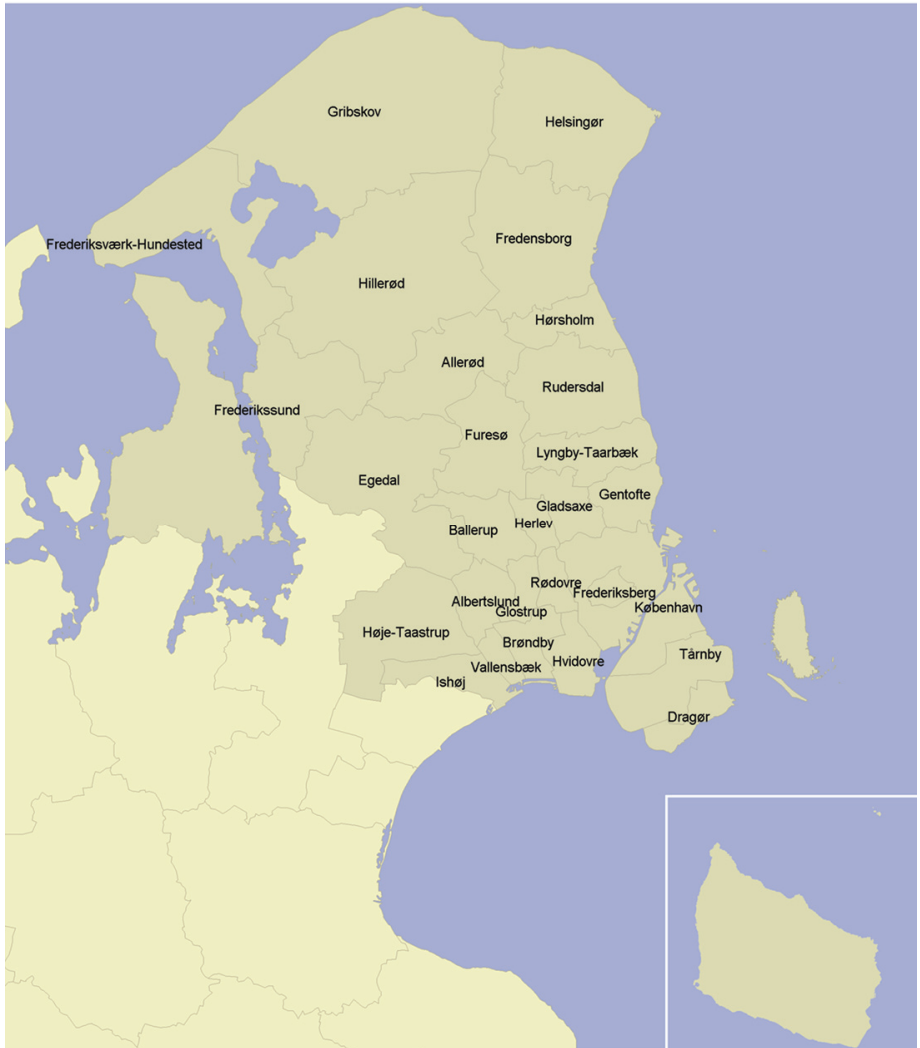 Gribskov
Helsingør
Fredensborg
Frederiksværk-Hundested
Hillerød
Hørsholm
Allerød
Rudersdal
Frederikssund
Furesø
Lyngby-Taarbæk
Egedal
Gentofte
Gladsaxe
Herlev
Ballerup
Rødovre
Frederiksberg
Albertslund
København
Glostrup
Høje-Taastrup
Brøndby
Tårnby
Hvidovre
Vallensbæk
Ishøj
Dragør